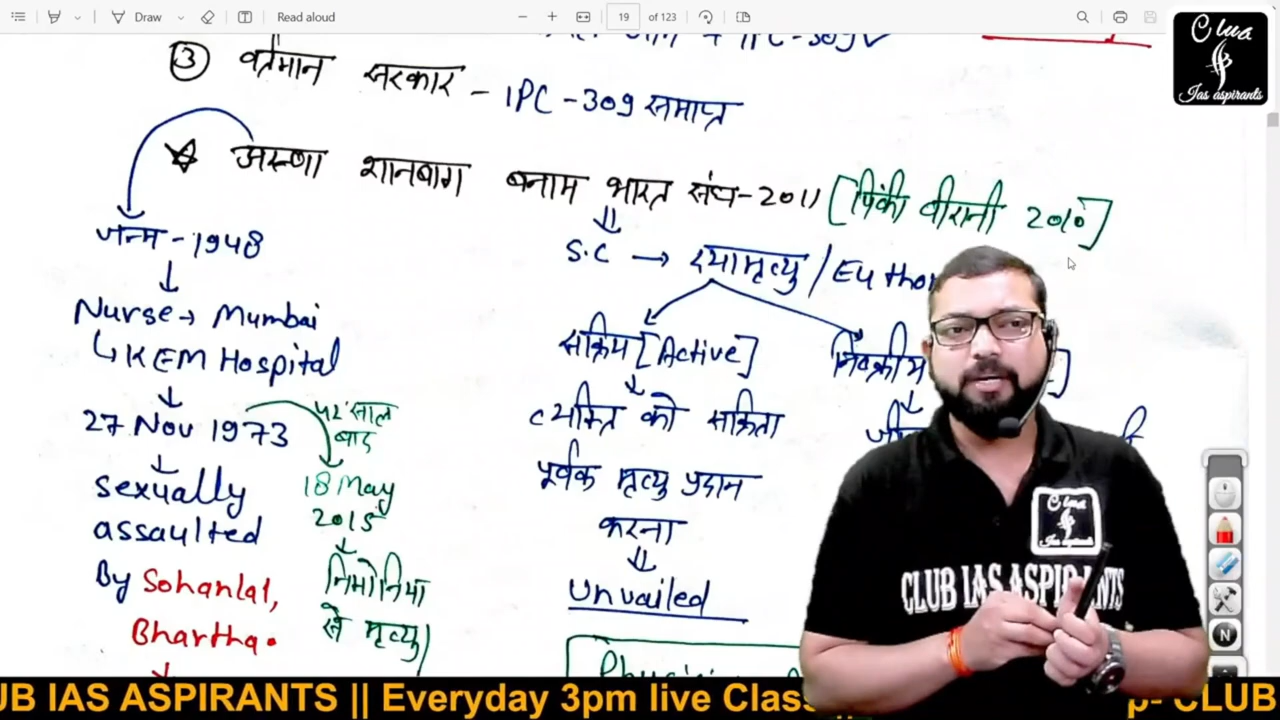 Draw
Read aloud
19 of 123
Club
Ias aspirants
③ वर्तमान सरकार - IPC-309 समाप्त
अरुणा शानबाग बनाम भारत संघ-2011 [पिंकी वीरानी 2010]
जन्म - 1948
S.C → / Eutho
Nurse → Mumbai
↳ KEM Hospital
सक्रिय [Active]
27 Nov 1973
42 साल
बाद
व्यक्ति को सक्रिता
पूर्वक मृत्यु प्रदान
करना
sexually
assaulted
18 May
2015
By Sohanlal,
Bhartha.
निमोनिया
से मृत्यु
Unvailed
CLUB IAS ASPIRANTS
UB IAS ASPIRANTS || Everyday 3pm live Class
p- CLUB